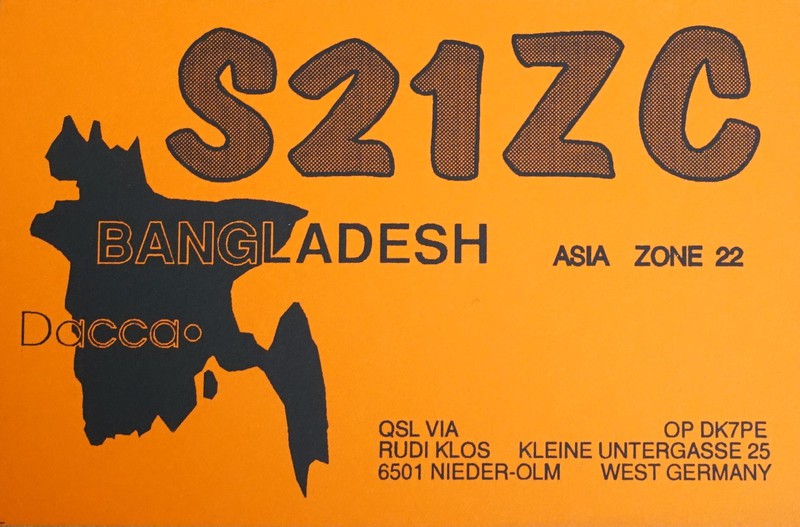 S21ZC
BANGLADESH
ASIA ZONE 22
Dacca
QSL VIA OP DK7PE
RUDI KLOS KLEINE UNTERGASSE 25
6501 NIEDER-OLM WEST GERMANY